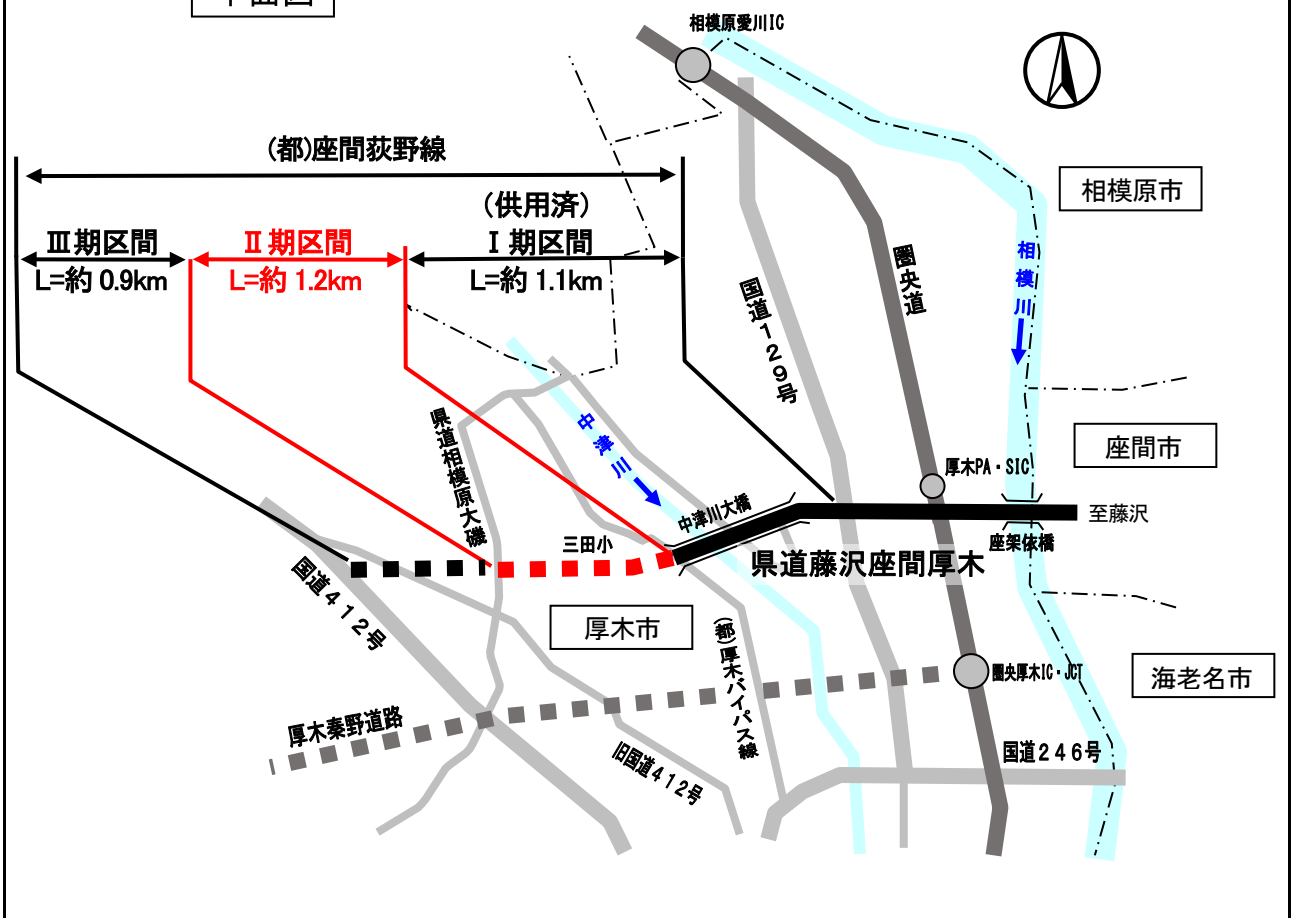 相模原愛川IC
(都)座間荻野線
(供用済)
Ⅲ期区間
L=約 0.9km
Ⅱ期区間
L=約 1.2km
Ⅰ期区間
L=約 1.1km
相模原市
相模川
圏央道
国道129号
県道相模原大磯
中津川
座間市
厚木PA・SIC
中津川大橋
至藤沢
座架依橋
三田小
県道藤沢座間厚木
国道412号
厚木市
(都)厚木バイパス線
圏央厚木IC・JCT
海老名市
厚木秦野道路
旧国道412号
国道246号